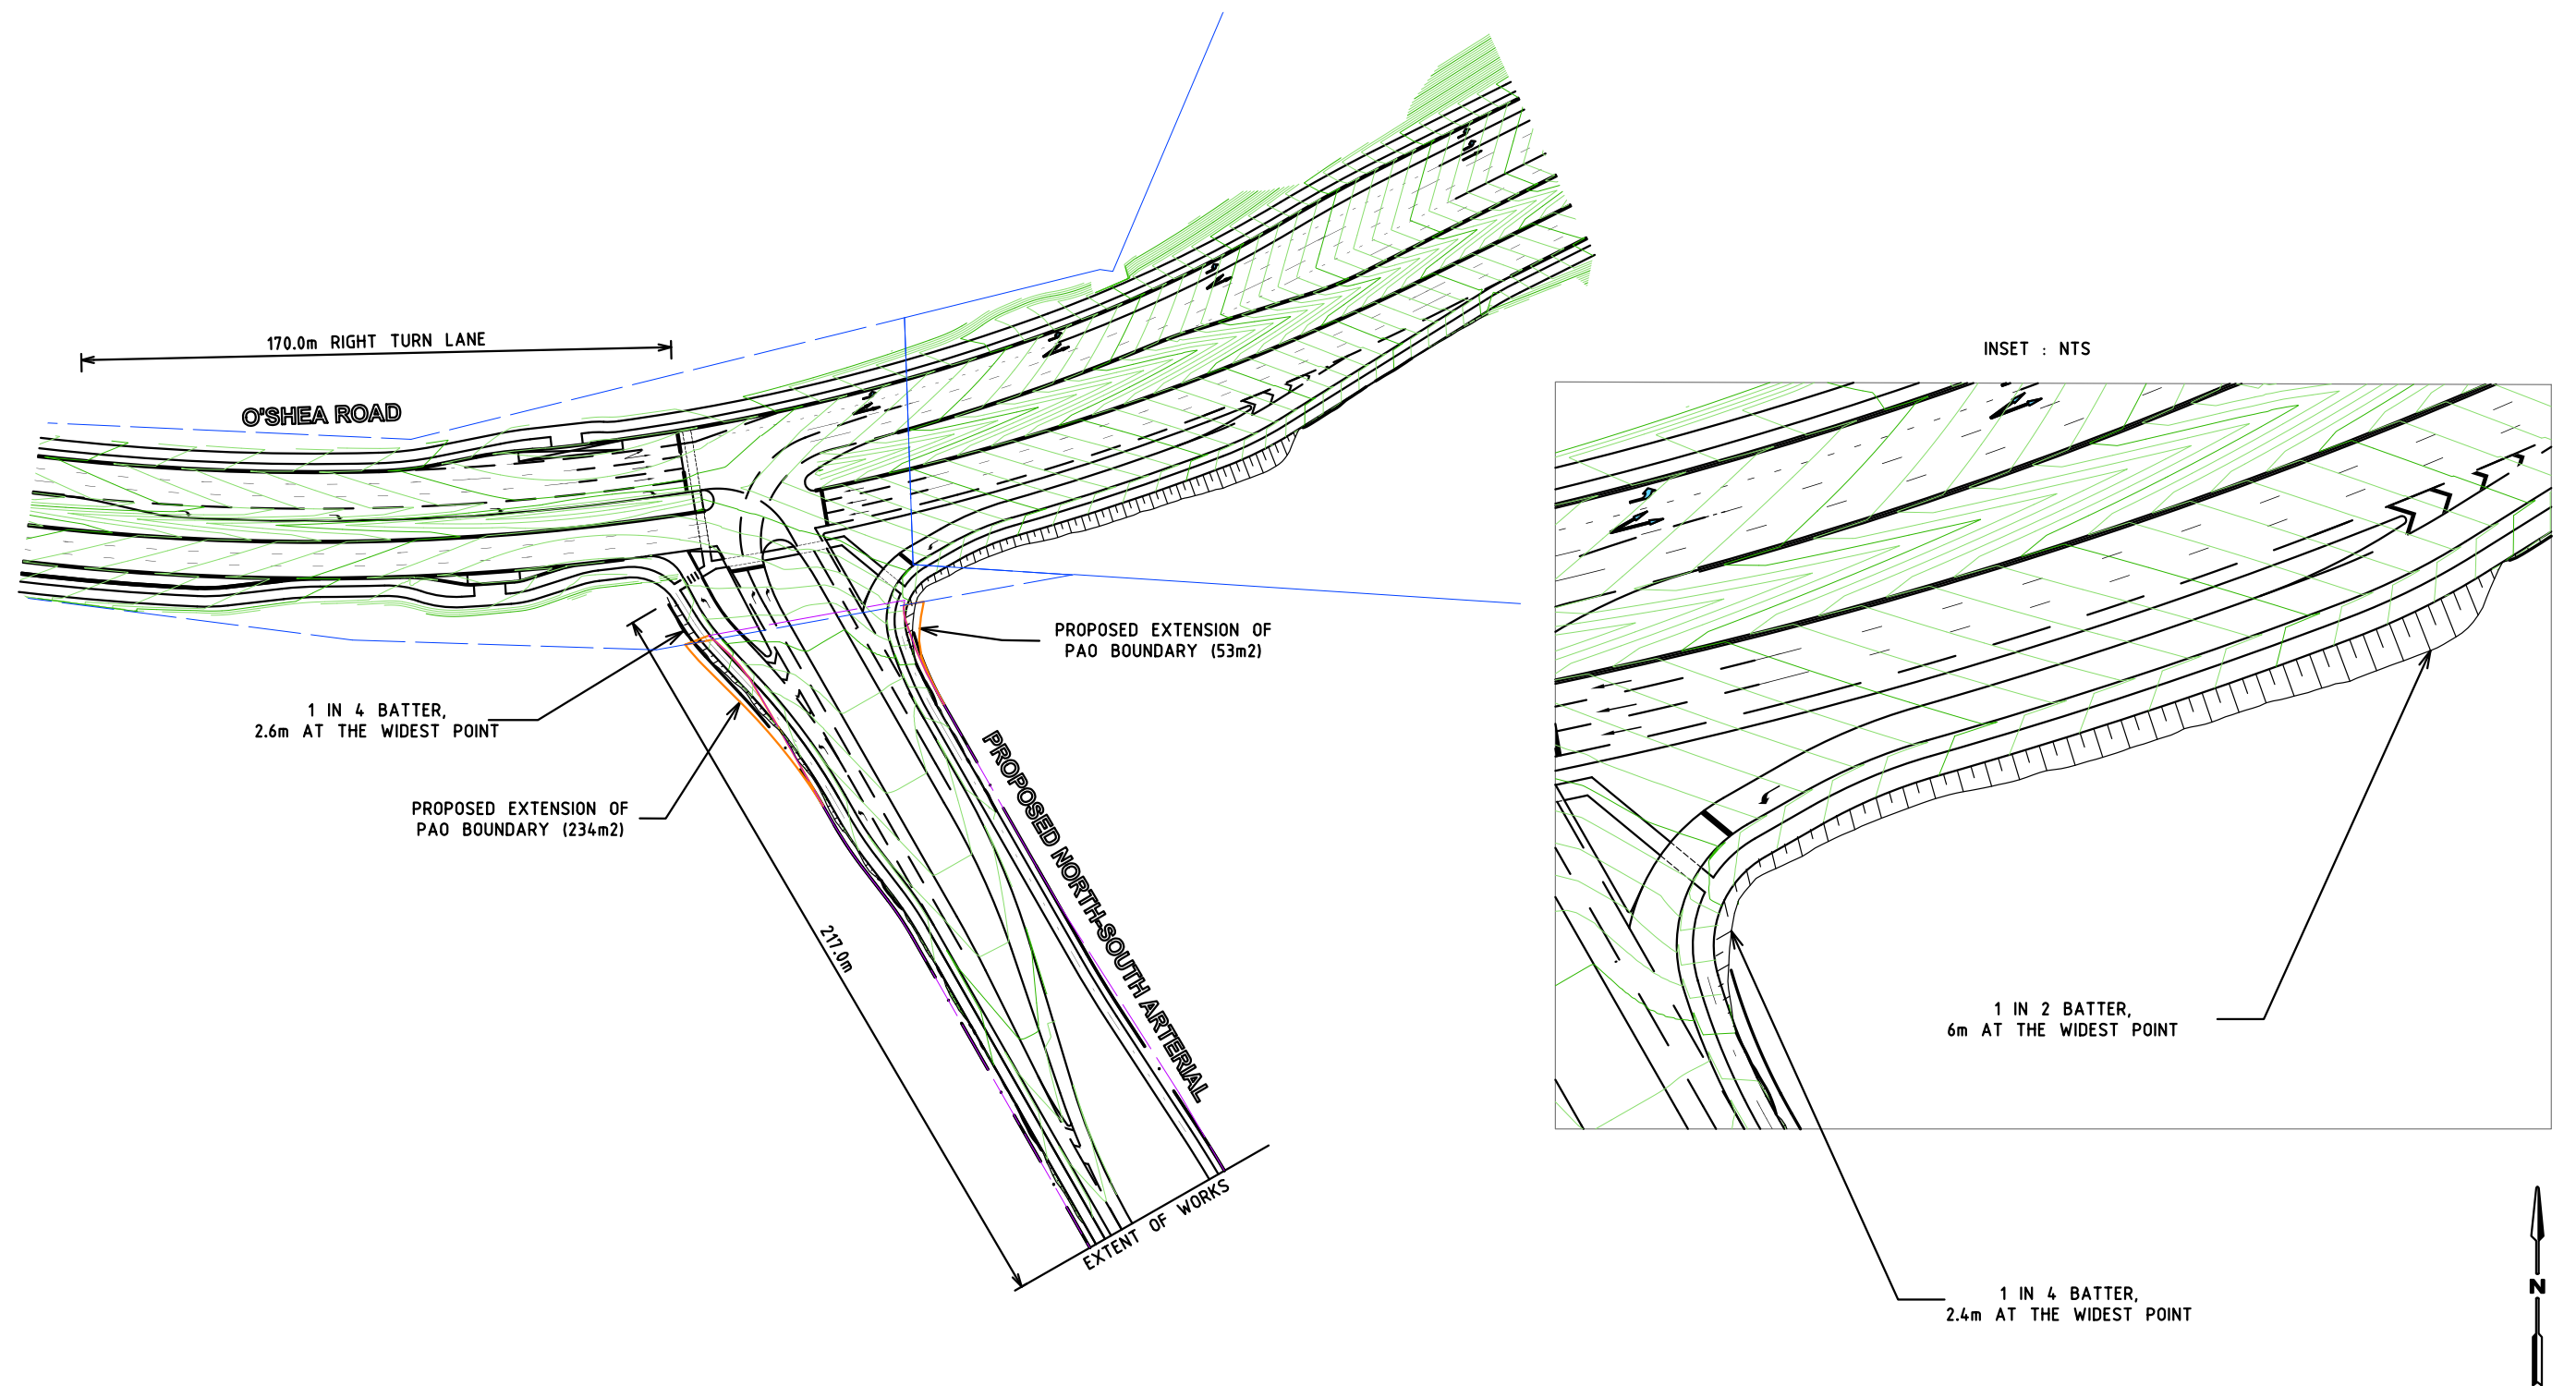 170.0m RIGHT TURN LANE
O'SHEA ROAD
INSET : NTS
PROPOSED EXTENSION OF
PAO BOUNDARY (53m2)
1 IN 4 BATTER,
2.6m AT THE WIDEST POINT
PROPOSED EXTENSION OF
PAO BOUNDARY (234m2)
PROPOSED NORTH-SOUTH ARTERIAL
217.0m
EXTENT OF WORKS
1 IN 2 BATTER,
6m AT THE WIDEST POINT
1 IN 4 BATTER,
2.4m AT THE WIDEST POINT
N